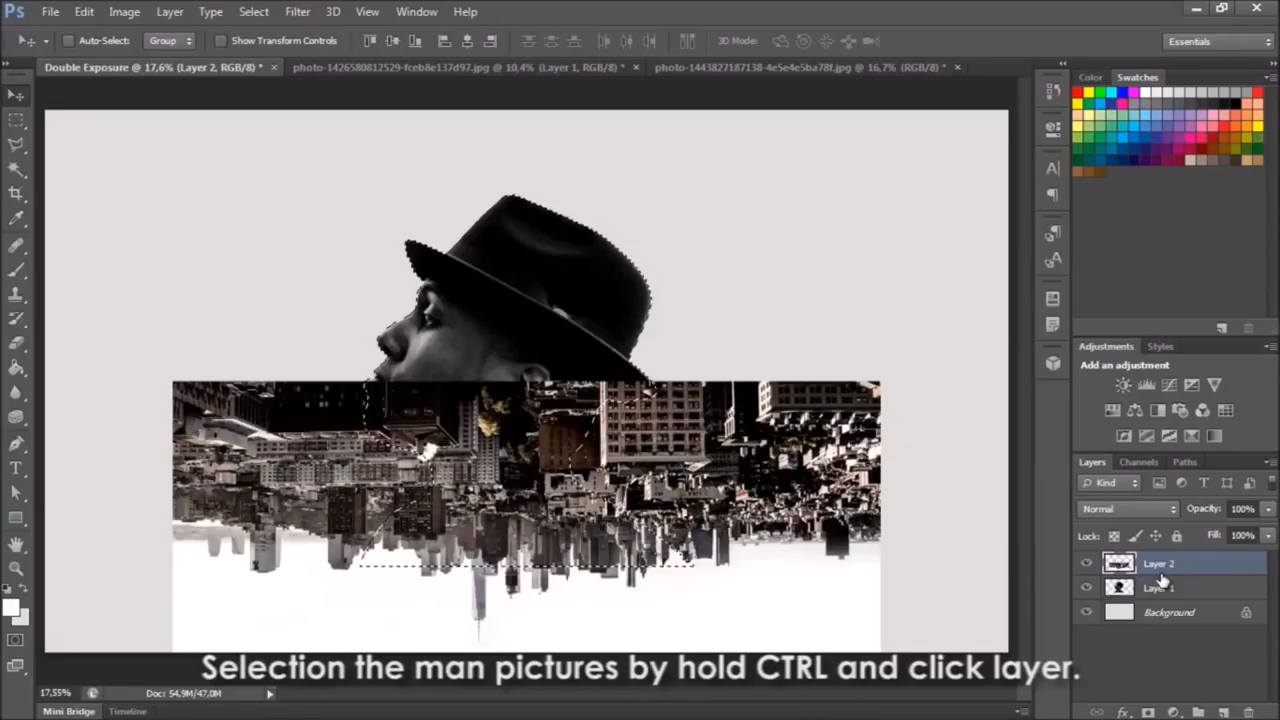 Ps File Edit Image Layer Type Select Filter 3D View Window Help
Auto-Select: Group Show Transform Controls 3D Mode: Essentials
Double Exposure @ 17,6% (Layer 2, RGB/8) * × photo-1426580812529-fceb8e137d97.jpg @ 10,4% (Layer 1, RGB/8) * × photo-1443827187138-4e5e4e5ba78f.jpg @ 16,7% (RGB/8) * ×
Color Swatches
Adjustments Styles
Add an adjustment
Layers Channels Paths
Kind
Normal Opacity: 100%
Lock: Fill: 100%
Layer 2
Background
Selection the man pictures by hold CTRL and click layer.
17,55% Doc: 54,9M/47,0M
Mini Bridge Timeline